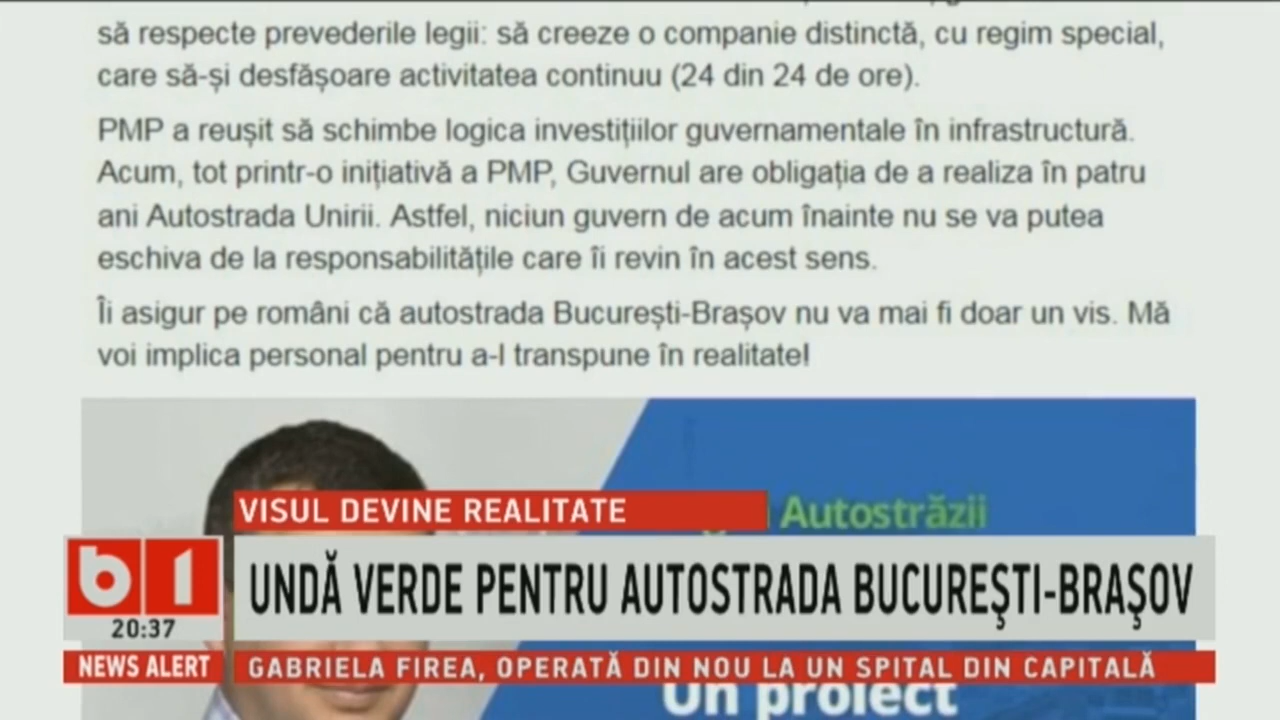 să respecte prevederile legii: să creeze o companie distinctă, cu regim special,
care să-și desfășoare activitatea continuu (24 din 24 de ore).
PMP a reușit să schimbe logica investițiilor guvernamentale în infrastructură.
Acum, tot printr-o inițiativă a PMP, Guvernul are obligația de a realiza în patru
ani Autostrada Unirii. Astfel, niciun guvern de acum înainte nu se va putea
eschiva de la responsabilitățile care îi revin în acest sens.
Îi asigur pe români că autostrada București-Brașov nu va mai fi doar un vis. Mă
voi implica personal pentru a-l transpune în realitate!
VISUL DEVINE REALITATE
Autostrăzii
b1
UNDĂ VERDE PENTRU AUTOSTRADA BUCUREŞTI-BRAŞOV
20:37
NEWS ALERT
GABRIELA FIREA, OPERATĂ DIN NOU LA UN SPITAL DIN CAPITALĂ
Un proiect